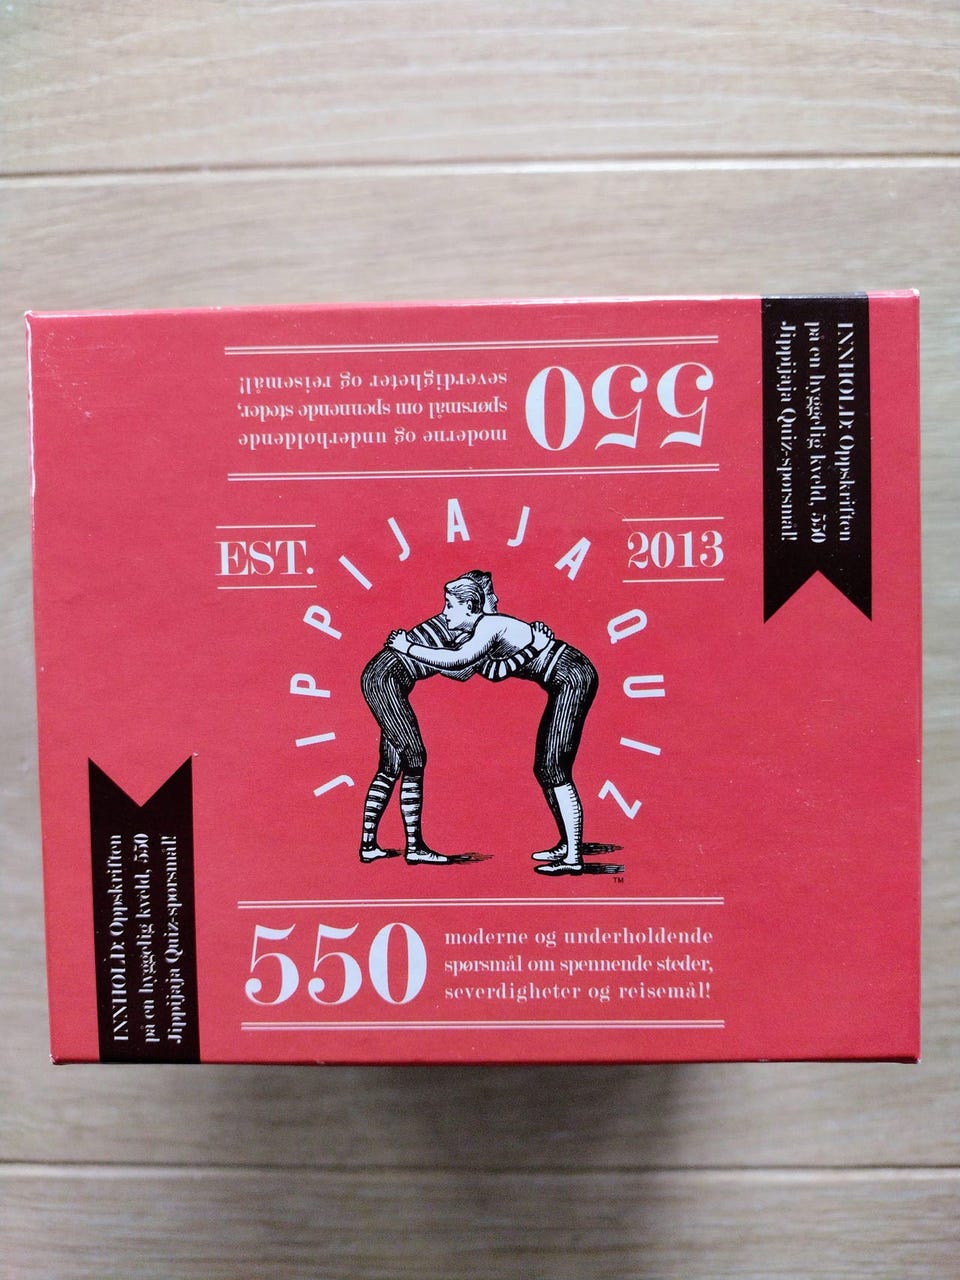 550
moderne og underholdende
spørsmål om spennende steder,
severdigheter og reisemål!
INNHOLD: Oppskriften
på en hyggelig kveld, 550
Jippijaja Quiz-spørsmål!
EST.
2013
JIPPIJAJA QUIZ
TM
INNHOLD: Oppskriften
på en hyggelig kveld, 550
Jippijaja Quiz-spørsmål!
550
moderne og underholdende
spørsmål om spennende steder,
severdigheter og reisemål!